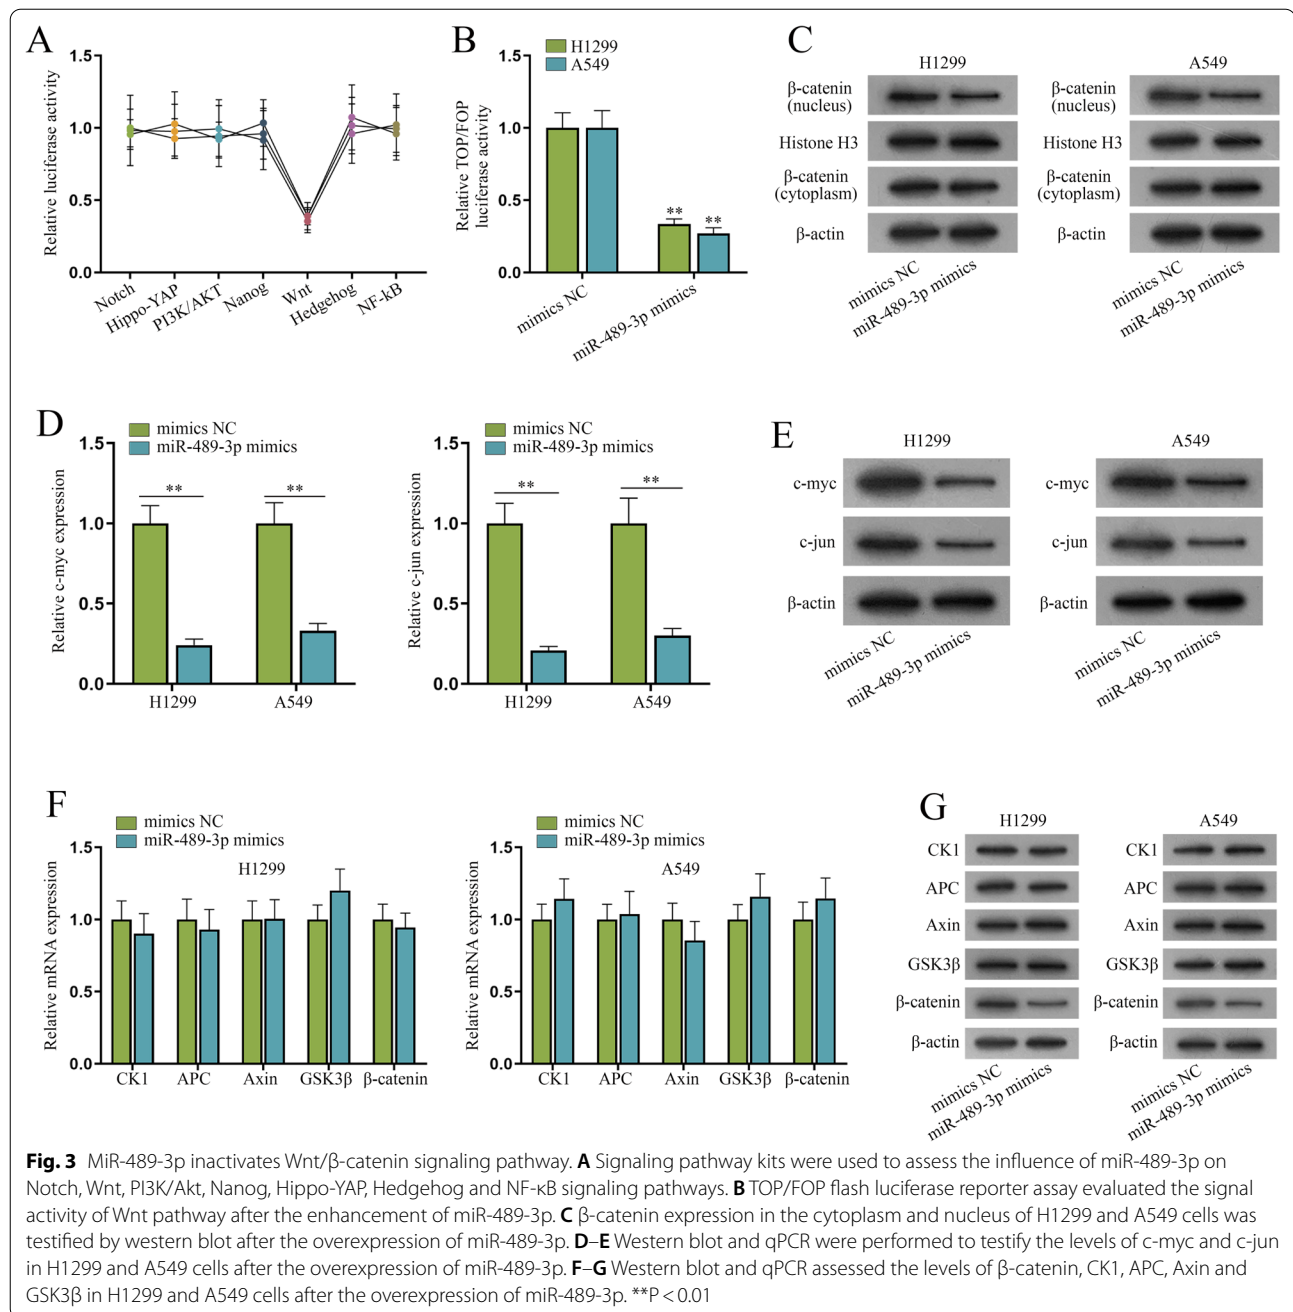 A
1.5
1.0
0.5
0.0
Relative luciferase activity
Notch
Hippo-YAP
PI3K/AKT
Nanog
Wnt
Hedgehog
NF-kB
B
H1299
A549
1.5
1.0
0.5
0.0
Relative TOP/FOP
luciferase activity
**
**
mimics NC
miR-489-3p mimics
C
H1299
β-catenin
(nucleus)
Histone H3
β-catenin
(cytoplasm)
β-actin
mimics NC
miR-489-3p mimics
A549
β-catenin
(nucleus)
Histone H3
β-catenin
(cytoplasm)
β-actin
mimics NC
miR-489-3p mimics
D
mimics NC
miR-489-3p mimics
1.5
1.0
0.5
0.0
Relative c-myc expression
**
**
H1299
A549
mimics NC
miR-489-3p mimics
1.5
1.0
0.5
0.0
Relative c-jun expression
**
**
H1299
A549
E
H1299
c-myc
c-jun
β-actin
mimics NC
miR-489-3p mimics
A549
c-myc
c-jun
β-actin
mimics NC
miR-489-3p mimics
F
mimics NC
miR-489-3p mimics
H1299
1.5
1.0
0.5
0.0
Relative mRNA expression
CK1
APC
Axin
GSK3β
β-catenin
mimics NC
miR-489-3p mimics
A549
1.5
1.0
0.5
0.0
Relative mRNA expression
CK1
APC
Axin
GSK3β
β-catenin
G
H1299
CK1
APC
Axin
GSK3β
β-catenin
β-actin
mimics NC
miR-489-3p mimics
A549
CK1
APC
Axin
GSK3β
β-catenin
β-actin
mimics NC
miR-489-3p mimics
Fig. 3 MiR-489-3p inactivates Wnt/β-catenin signaling pathway. A Signaling pathway kits were used to assess the influence of miR-489-3p on
Notch, Wnt, PI3K/Akt, Nanog, Hippo-YAP, Hedgehog and NF-κB signaling pathways. B TOP/FOP flash luciferase reporter assay evaluated the signal
activity of Wnt pathway after the enhancement of miR-489-3p. C β-catenin expression in the cytoplasm and nucleus of H1299 and A549 cells was
testified by western blot after the overexpression of miR-489-3p. D–E Western blot and qPCR were performed to testify the levels of c-myc and c-jun
in H1299 and A549 cells after the overexpression of miR-489-3p. F–G Western blot and qPCR assessed the levels of β-catenin, CK1, APC, Axin and
GSK3β in H1299 and A549 cells after the overexpression of miR-489-3p. **P < 0.01